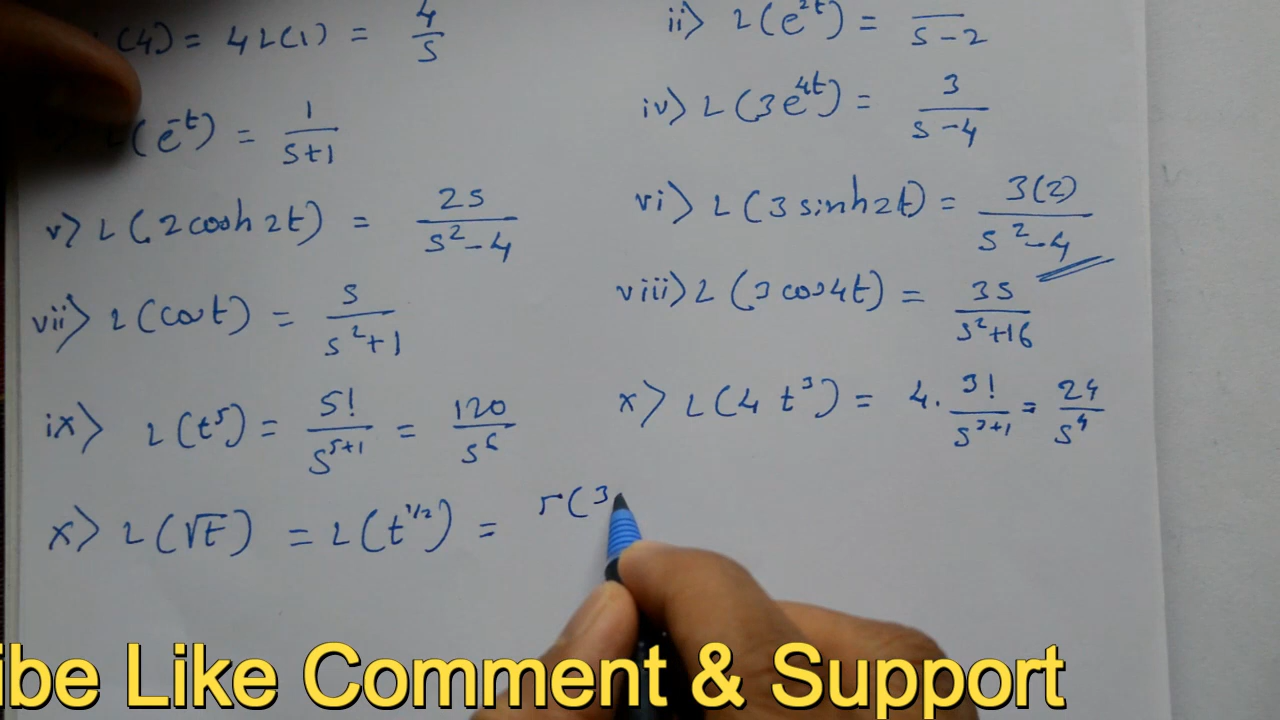 (4) = 4L(1) = 4/s
ii> L(e^2t) = /s-2
(e^-t) = 1/s+1
iv> L(3e^4t) = 3/s-4
v> L(2cosh2t) = 2s/s^2-4
vi> L(3sinh2t) = 3(2)/s^2-4
vii> L(cost) = s/s^2+1
viii> L(3cos4t) = 3s/s^2+16
ix> L(t^5) = 5!/s^5+1 = 120/s^6
x> L(4t^3) = 4.3!/s^3+1 = 24/s^4
x> L(√t) = L(t^1/2) = Γ(3
ibe Like Comment & Support